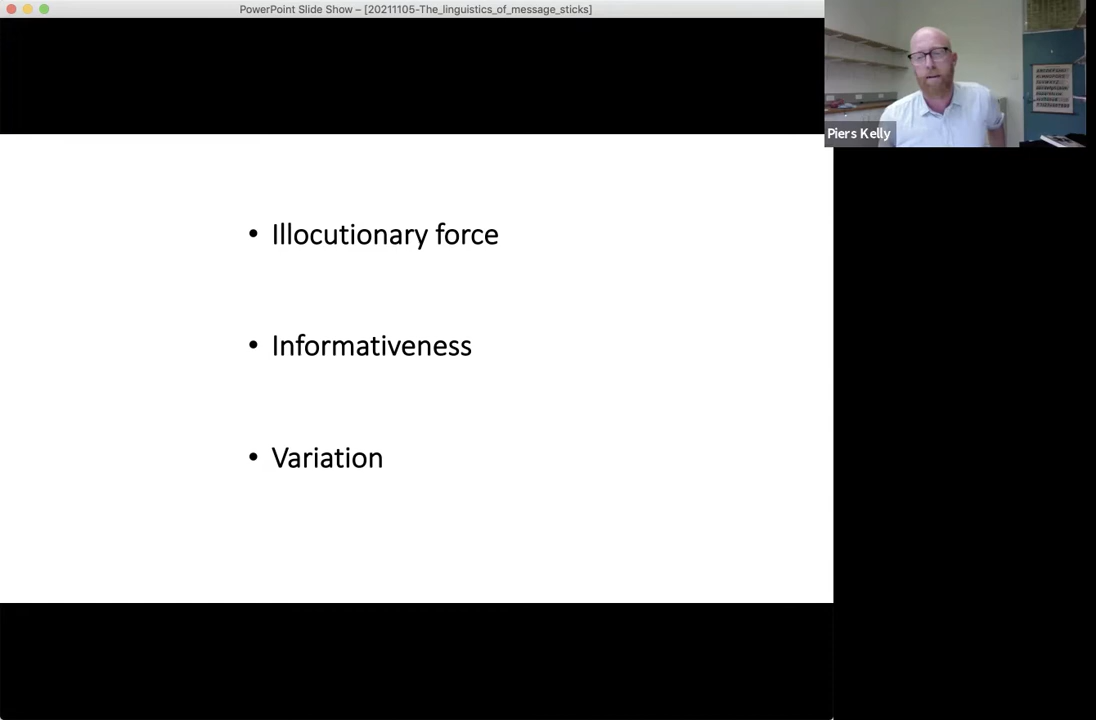 PowerPoint Slide Show – [20211105-The_linguistics_of_message_sticks]
Piers Kelly
• Illocutionary force
• Informativeness
• Variation